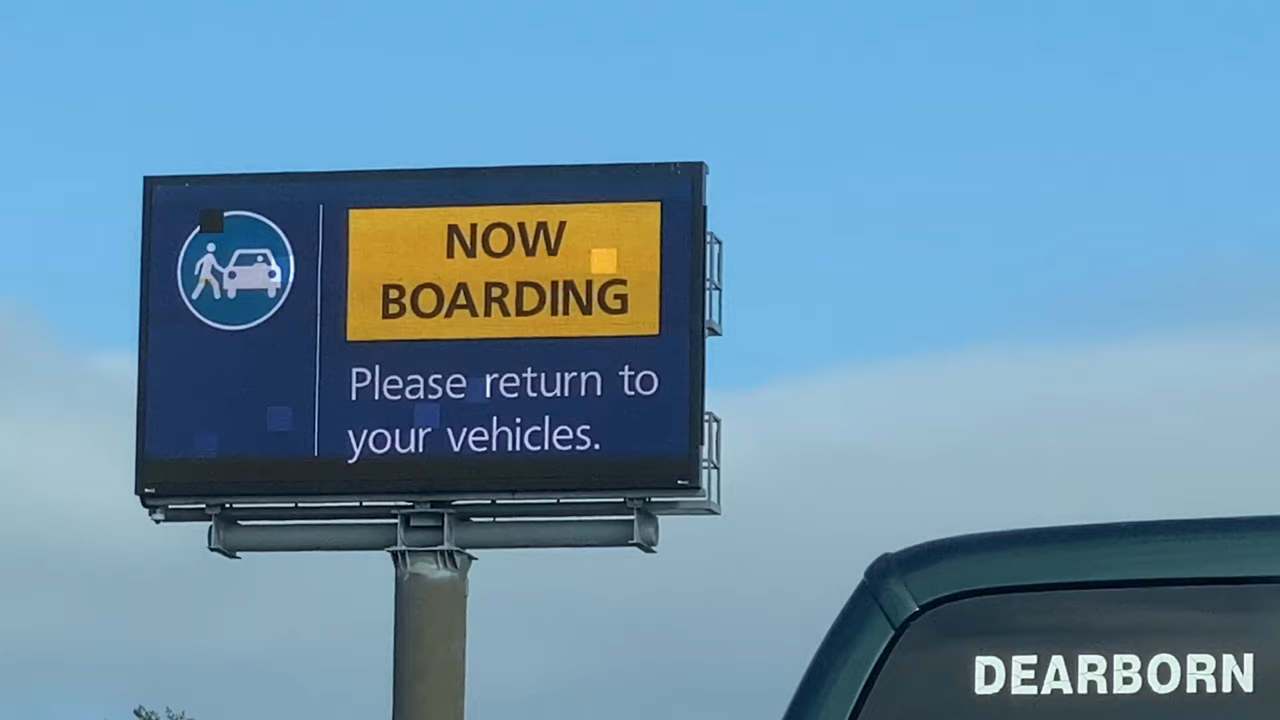 NOW
BOARDING
Please return to
your vehicles.
DEARBORN